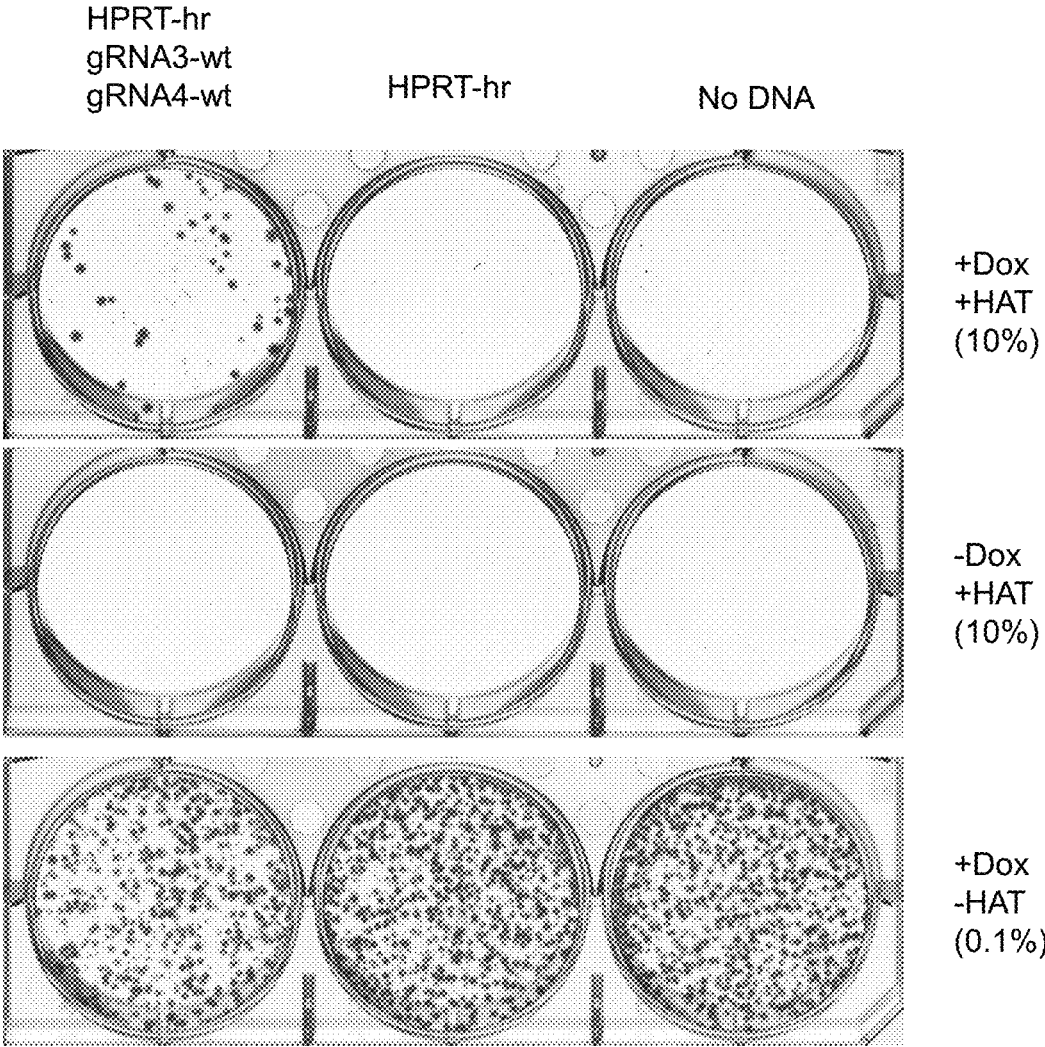 HPRT-hr
gRNA3-wt
gRNA4-wt
HPRT-hr
No DNA
+Dox
+HAT
(10%)
-Dox
+HAT
(10%)
+Dox
-HAT
(0.1%)